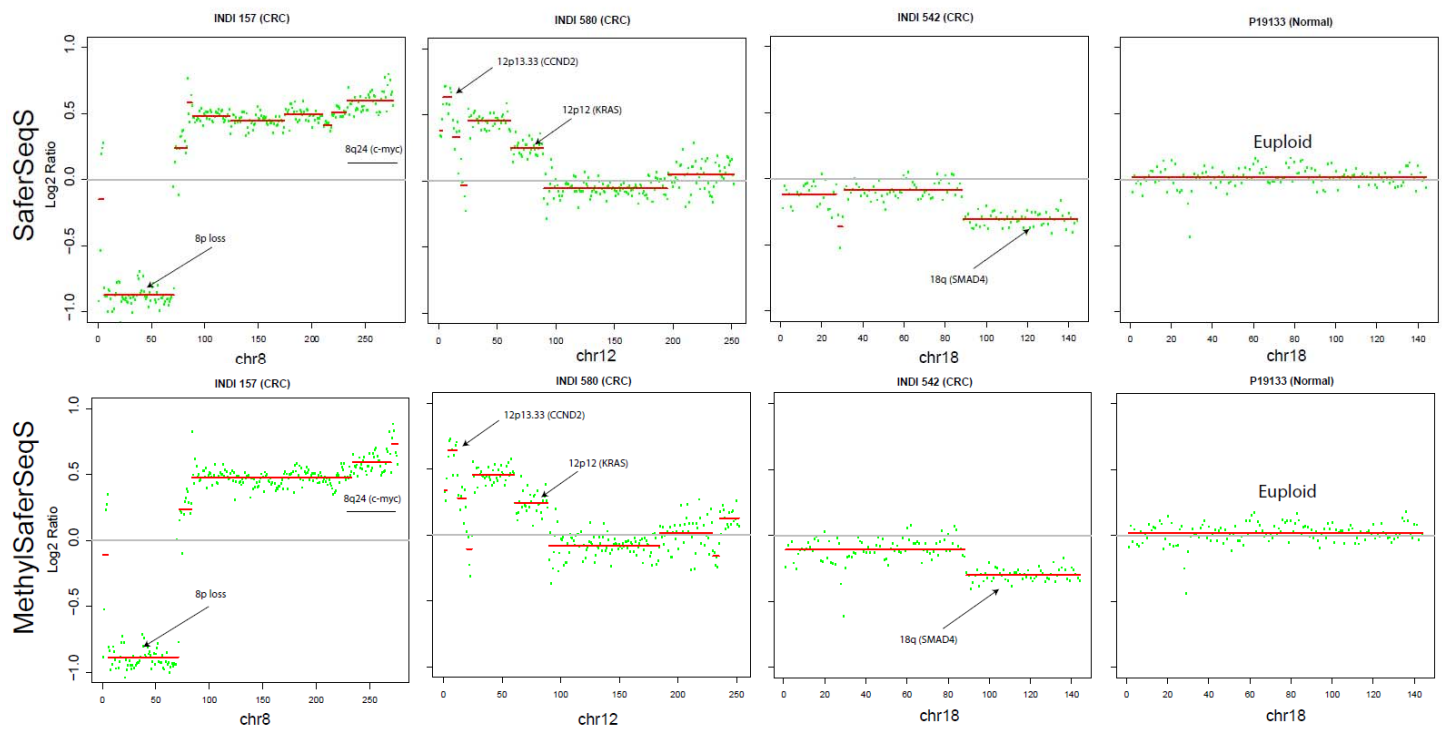 INDI 157 (CRC)
INDI 580 (CRC)
INDI 542 (CRC)
P19133 (Normal)
SaferSeqS
Log2 Ratio
1.0
0.5
0.0
−0.5
−1.0
8q24 (c-myc)
8p loss
0 50 100 150 200 250
chr8
12p13.33 (CCND2)
12p12 (KRAS)
0 50 100 150 200 250
chr12
18q (SMAD4)
0 20 40 60 80 100 120 140
chr18
Euploid
0 20 40 60 80 100 120 140
chr18
INDI 157 (CRC)
INDI 580 (CRC)
INDI 542 (CRC)
P19133 (Normal)
MethylSaferSeqS
Log2 Ratio
1.0
0.5
0.0
−0.5
−1.0
8q24 (c-myc)
8p loss
0 50 100 150 200 250
chr8
12p13.33 (CCND2)
12p12 (KRAS)
0 50 100 150 200 250
chr12
18q (SMAD4)
0 20 40 60 80 100 120 140
chr18
Euploid
0 20 40 60 80 100 120 140
chr18